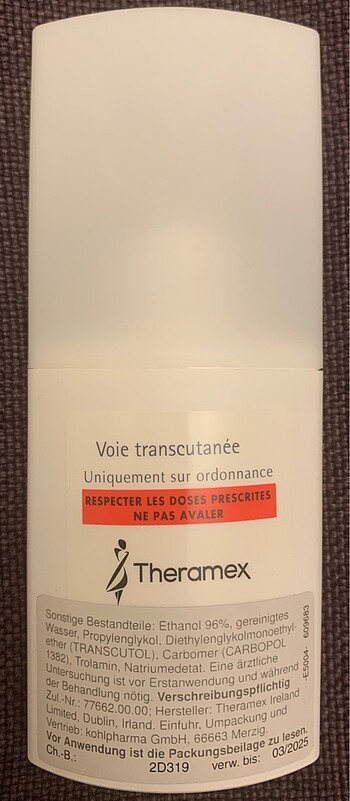 Voie transcutanée
Uniquement sur ordonnance
RESPECTER LES DOSES PRESCRITES
NE PAS AVALER
Theramex
Sonstige Bestandteile: Ethanol 96%, gereinigtes
Wasser, Propylenglykol, Diethylenglykolmonoethyl-
ether (TRANSCUTOL), Carbomer (CARBOPOL
1382), Trolamin, Natriumedetat. Eine ärztliche
Untersuchung ist vor Erstanwendung und während
der Behandlung nötig. Verschreibungspflichtig
Zul.-Nr.: 77662.00.00; Hersteller: Theramex Ireland
Limited, Dublin, Irland. Einfuhr, Umpackung und
Vertrieb: kohlpharma GmbH, 66663 Merzig.
Vor Anwendung ist die Packungsbeilage zu lesen.
Ch.-B.: 2D319 verw. bis: 03/2025
-E5004- 609683